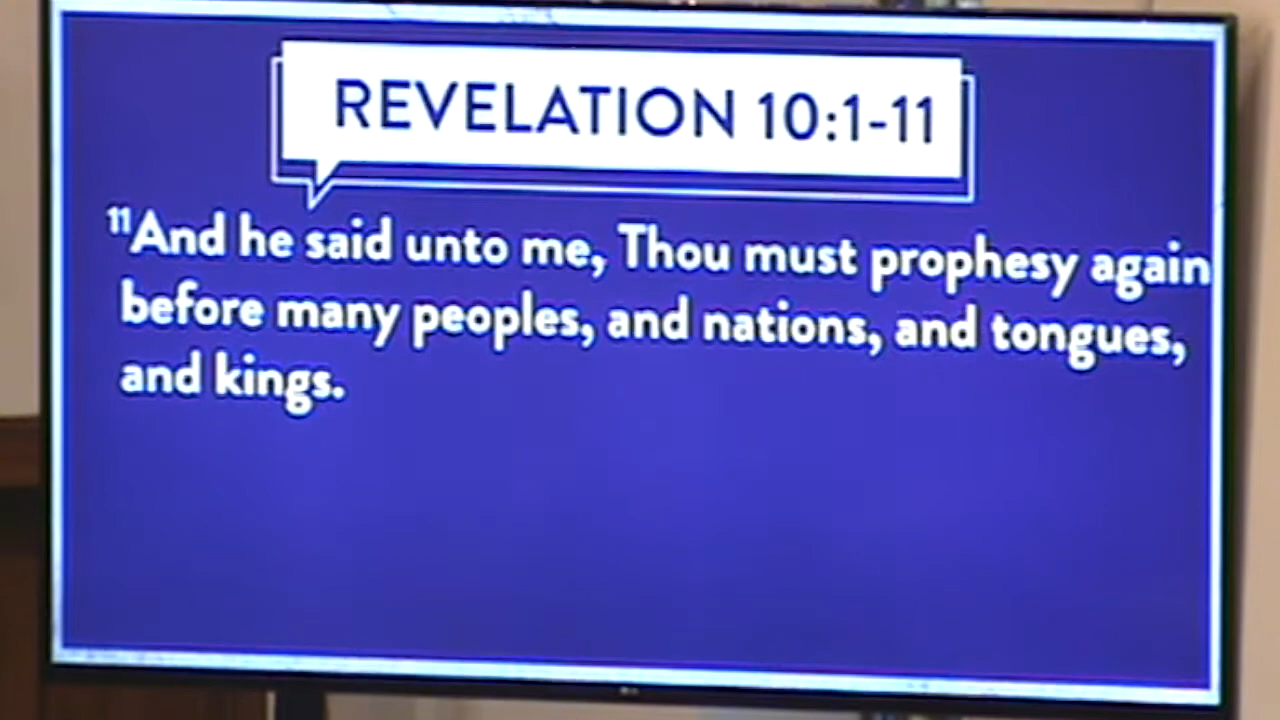 REVELATION 10:1-11
¹¹And he said unto me, Thou must prophesy again
before many peoples, and nations, and tongues,
and kings.